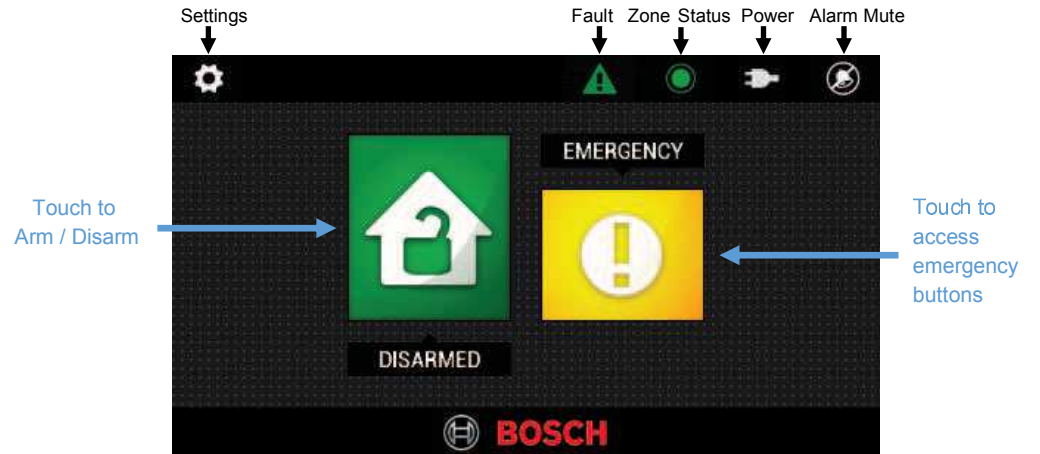 Settings
Fault
Zone Status
Power
Alarm Mute
EMERGENCY
Touch to
Arm / Disarm
Touch to
access
emergency
buttons
DISARMED
BOSCH